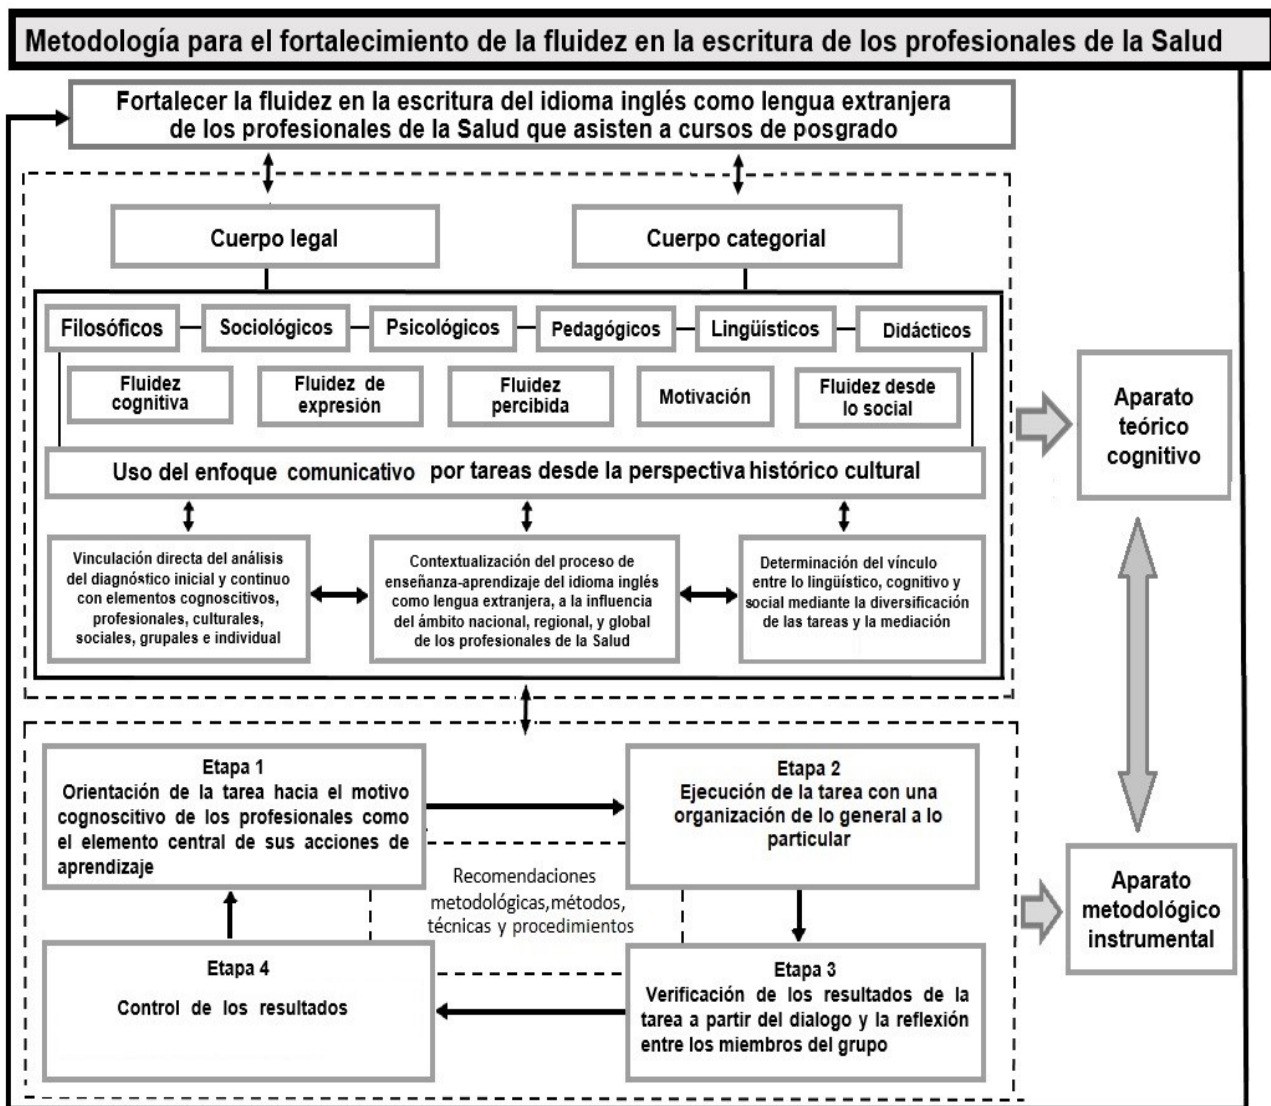 Metodología para el fortalecimiento de la fluidez en la escritura de los profesionales de la Salud
Fortalecer la fluidez en la escritura del idioma inglés como lengua extranjera
de los profesionales de la Salud que asisten a cursos de posgrado
Cuerpo legal
Cuerpo categorial
Filosóficos
Sociológicos
Psicológicos
Pedagógicos
Lingüísticos
Didácticos
Fluidez
cognitiva
Fluidez de
expresión
Fluidez
percibida
Motivación
Fluidez desde
lo social
Uso del enfoque comunicativo por tareas desde la perspectiva histórico cultural
Vinculación directa del análisis
del diagnóstico inicial y continuo
con elementos cognoscitivos,
profesionales, culturales,
sociales, grupales e individual
Contextualización del proceso de
enseñanza-aprendizaje del idioma inglés
como lengua extranjera, a la influencia
del ámbito nacional, regional, y global
de los profesionales de la Salud
Determinación del vínculo
entre lo lingüístico, cognitivo y
social mediante la diversificación
de las tareas y la mediación
Aparato
teórico
cognitivo
Etapa 1
Orientación de la tarea hacia el motivo
cognoscitivo de los profesionales como
el elemento central de sus acciones de
aprendizaje
Etapa 2
Ejecución de la tarea con una
organización de lo general a lo
particular
Recomendaciones
metodológicas,métodos,
técnicas y procedimientos
Etapa 4
Control de los resultados
Etapa 3
Verificación de los resultados de la
tarea a partir del dialogo y la reflexión
entre los miembros del grupo
Aparato
metodológico
instrumental